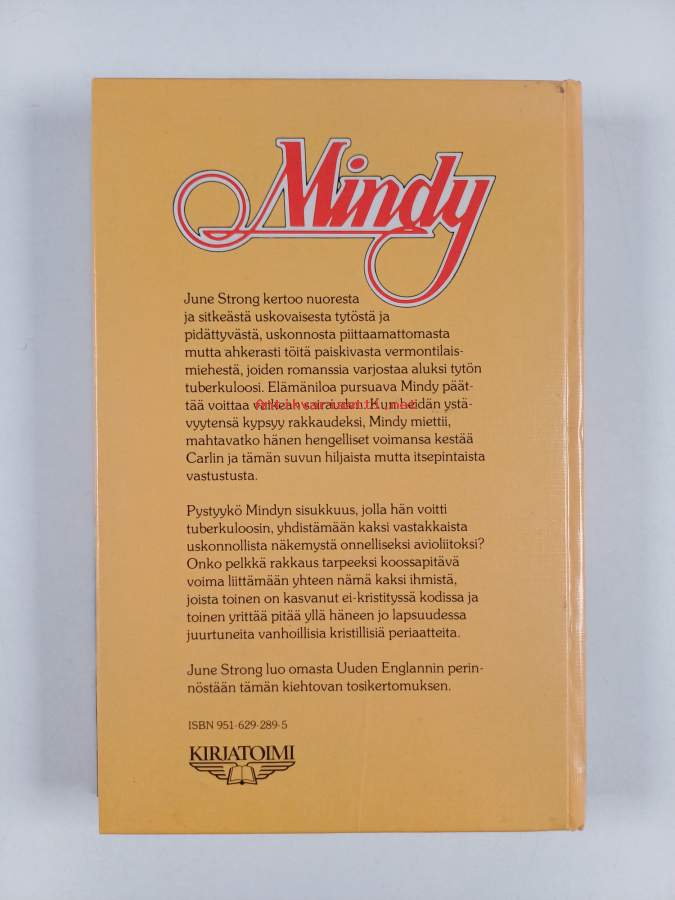 Mindy
June Strong kertoo nuoresta
ja sitkeästä uskovaisesta tytöstä ja
pidättyvästä, uskonnosta piittaamattomasta
mutta ahkerasti töitä paiskivasta vermontilais-
miehestä, joiden romanssia varjostaa aluksi tytön
tuberkuloosi. Elämäniloa pursuava Mindy päät-
tää voittaa vaikean sairauden. Kun heidän ystä-
vyytensä kypsyy rakkaudeksi, Mindy miettii,
mahtavatko hänen hengelliset voimansa kestää
Carlin ja tämän suvun hiljaista mutta itsepintaista
vastustusta.
Pystyykö Mindyn sisukkuus, jolla hän voitti
tuberkuloosin, yhdistämään kaksi vastakkaista
uskonnollista näkemystä onnelliseksi avioliitoksi?
Onko pelkkä rakkaus tarpeeksi koossapitävä
voima liittämään yhteen nämä kaksi ihmistä,
joista toinen on kasvanut ei-kristityssä kodissa ja
toinen yrittää pitää yllä häneen jo lapsuudessa
juurtuneita vanhoillisia kristillisiä periaatteita.
June Strong luo omasta Uuden Englannin perin-
nöstään tämän kiehtovan tosikertomuksen.
ISBN 951-629-289-5
KIRJATOIMI